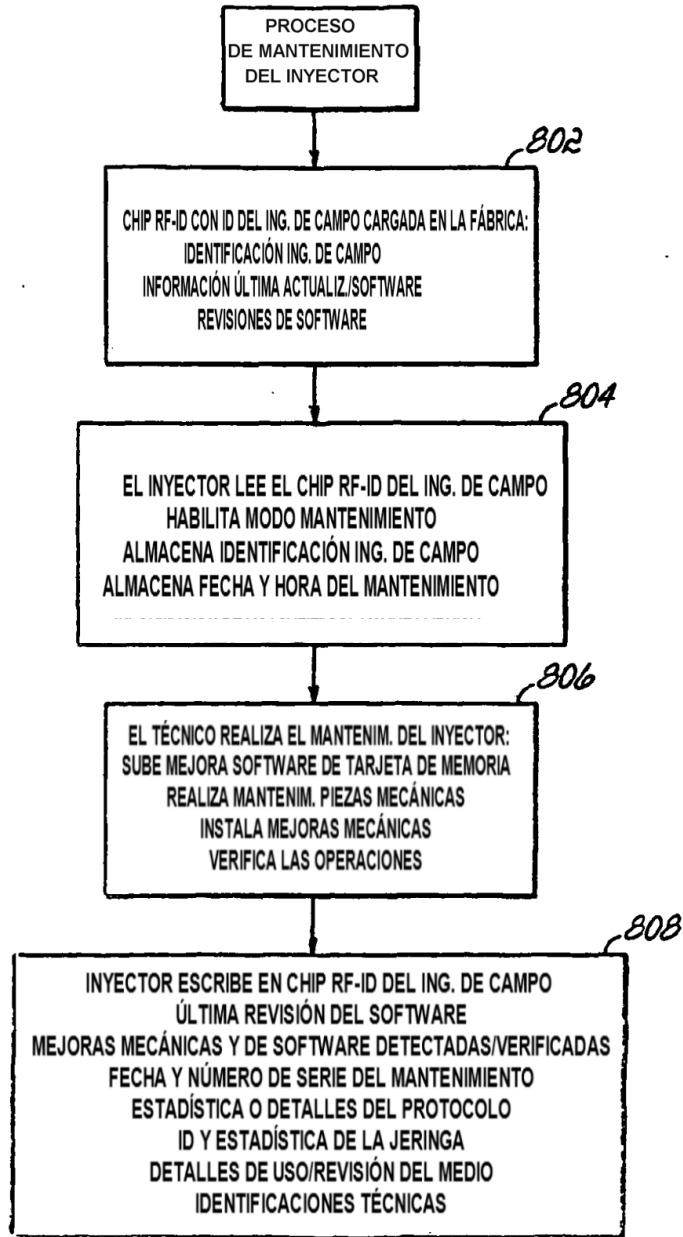 PROCESO
DE MANTENIMIENTO
DEL INYECTOR
802
CHIP RF-ID CON ID DEL ING. DE CAMPO CARGADA EN LA FÁBRICA:
IDENTIFICACIÓN ING. DE CAMPO
INFORMACIÓN ÚLTIMA ACTUALIZ./SOFTWARE
REVISIONES DE SOFTWARE
804
EL INYECTOR LEE EL CHIP RF-ID DEL ING. DE CAMPO
HABILITA MODO MANTENIMIENTO
ALMACENA IDENTIFICACIÓN ING. DE CAMPO
ALMACENA FECHA Y HORA DEL MANTENIMIENTO
806
EL TÉCNICO REALIZA EL MANTENIM. DEL INYECTOR:
SUBE MEJORA SOFTWARE DE TARJETA DE MEMORIA
REALIZA MANTENIM. PIEZAS MECÁNICAS
INSTALA MEJORAS MECÁNICAS
VERIFICA LAS OPERACIONES
808
INYECTOR ESCRIBE EN CHIP RF-ID DEL ING. DE CAMPO
ÚLTIMA REVISIÓN DEL SOFTWARE
MEJORAS MECÁNICAS Y DE SOFTWARE DETECTADAS/VERIFICADAS
FECHA Y NÚMERO DE SERIE DEL MANTENIMIENTO
ESTADÍSTICA O DETALLES DEL PROTOCOLO
ID Y ESTADÍSTICA DE LA JERINGA
DETALLES DE USO/REVISIÓN DEL MEDIO
IDENTIFICACIONES TÉCNICAS